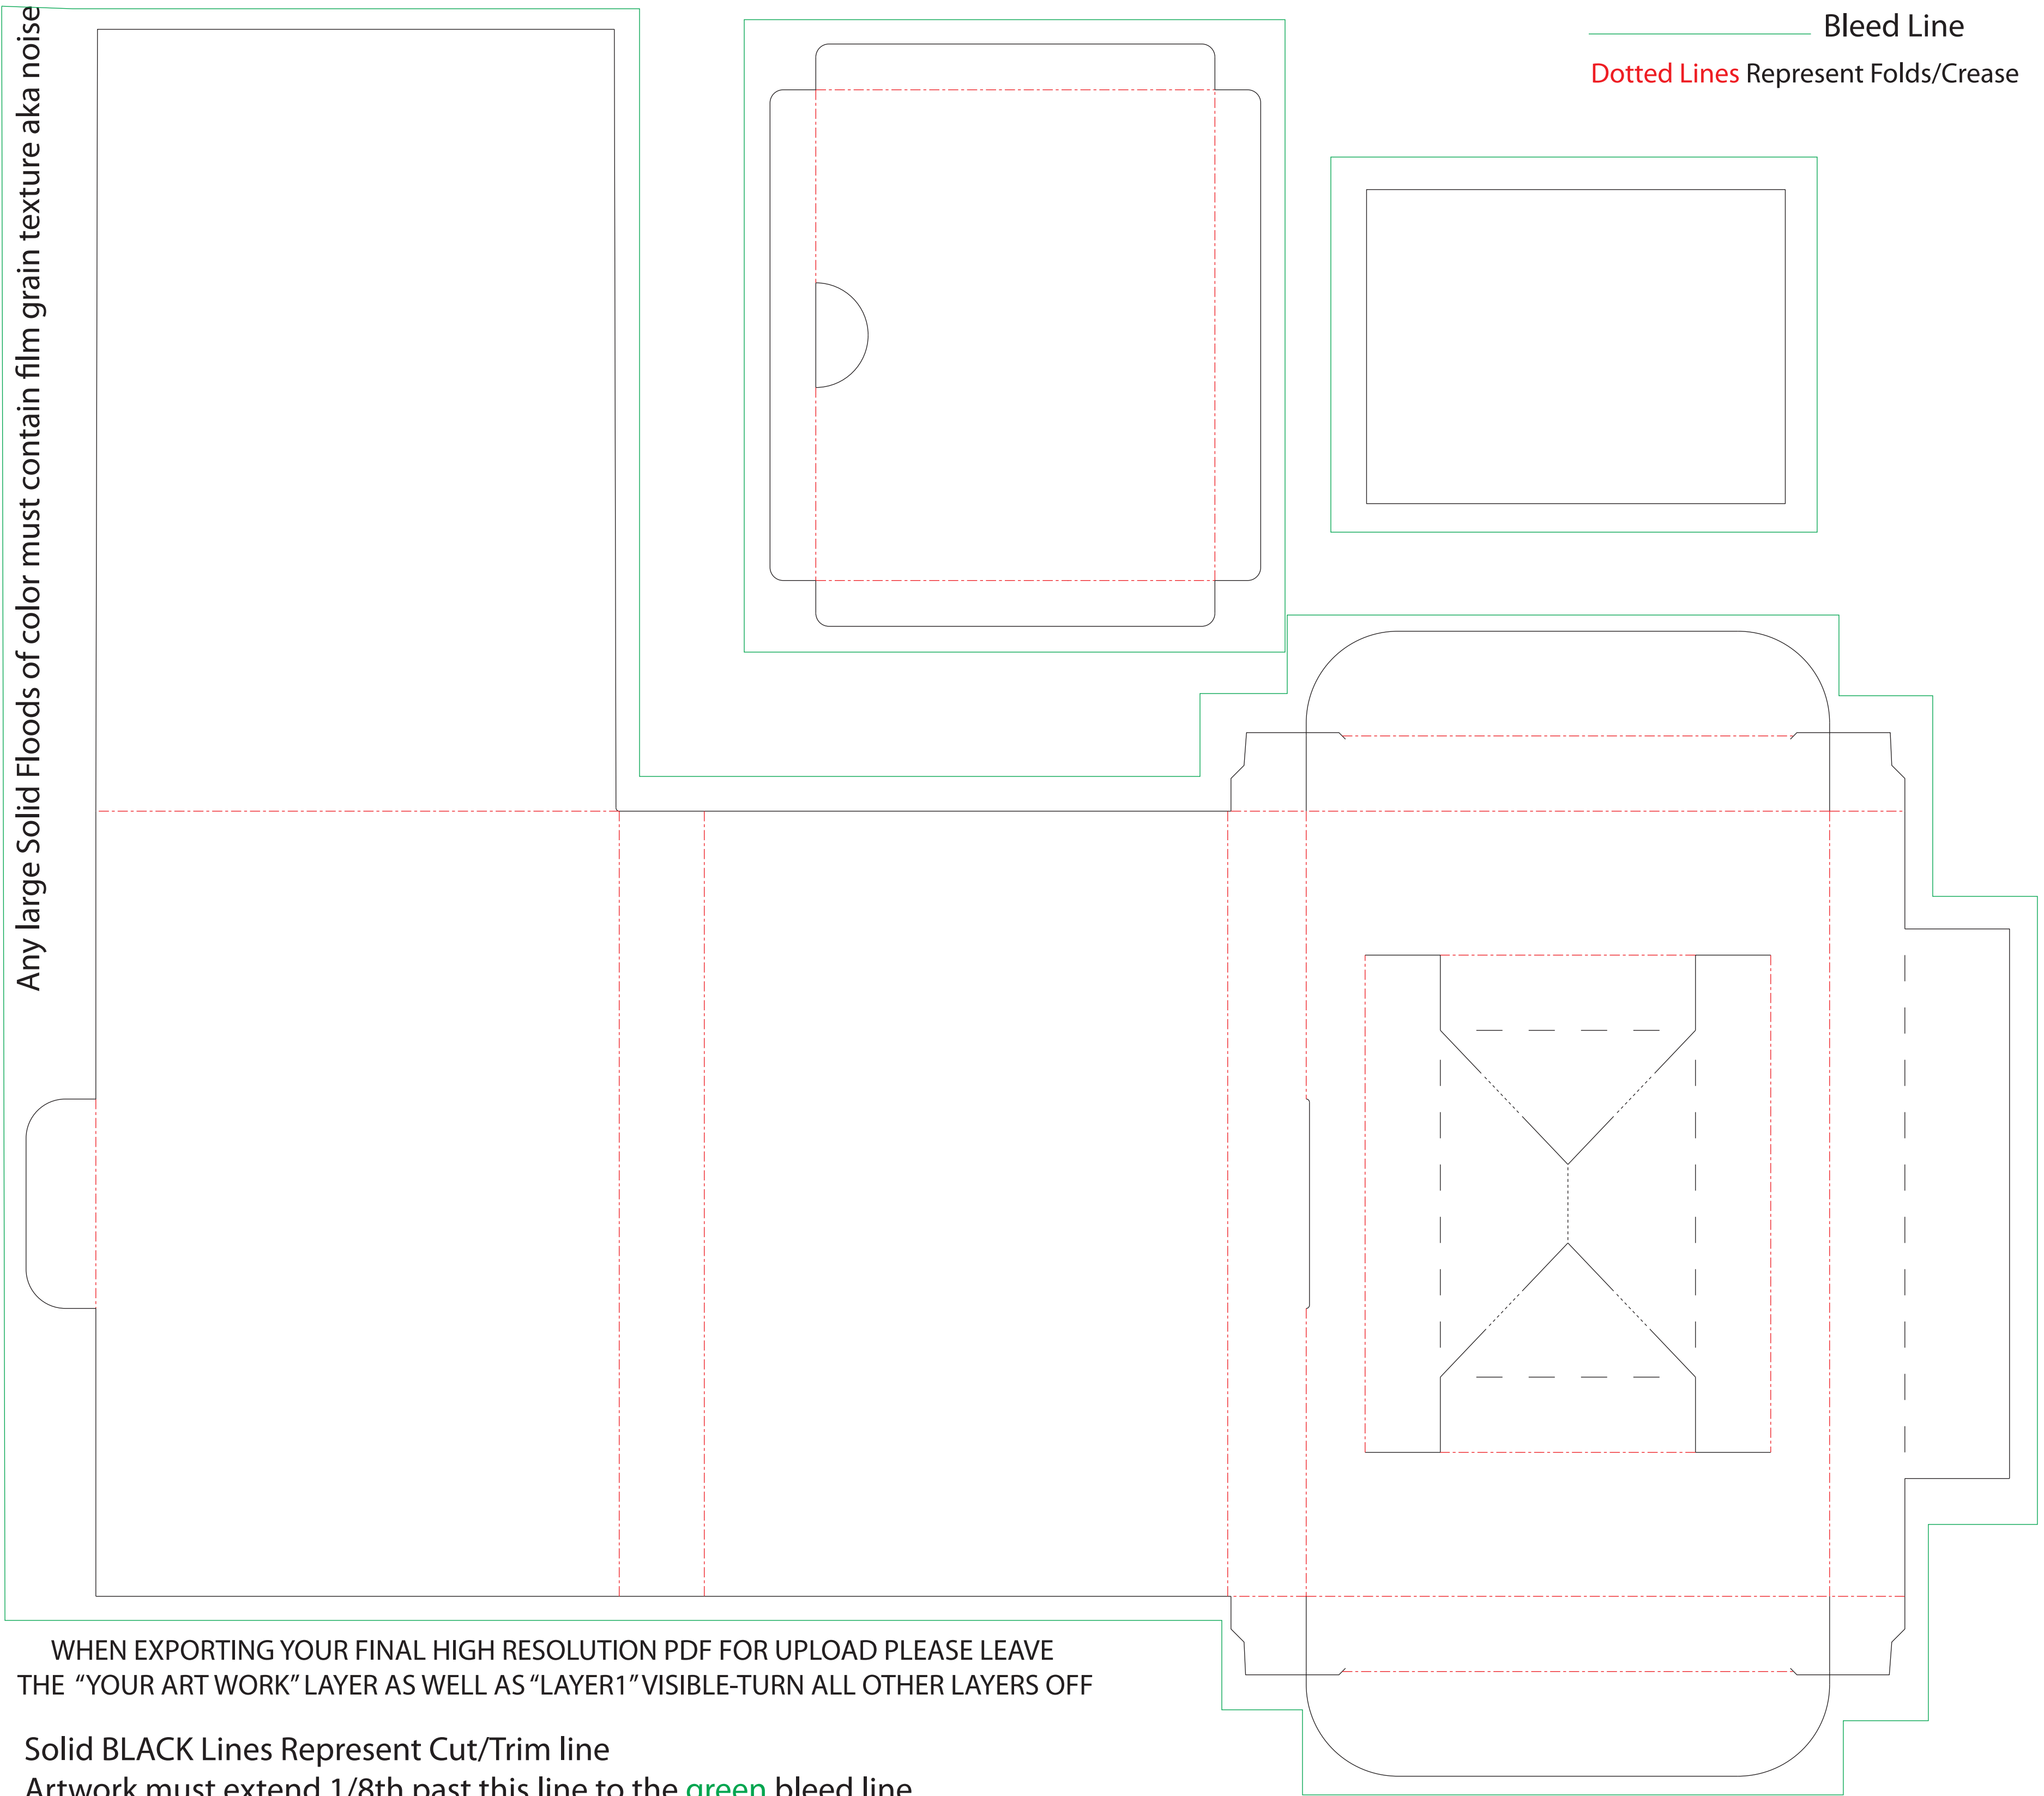 Bleed Line
Dotted Lines Represent Folds/Crease
Any large Solid Floods of color must contain film grain texture aka noise
WHEN EXPORTING YOUR FINAL HIGH RESOLUTION PDF FOR UPLOAD PLEASE LEAVE
THE “YOUR ART WORK” LAYER AS WELL AS “LAYER1” VISIBLE-TURN ALL OTHER LAYERS OFF
Solid BLACK Lines Represent Cut/Trim line
Artwork must extend 1/8th past this line to the green bleed line